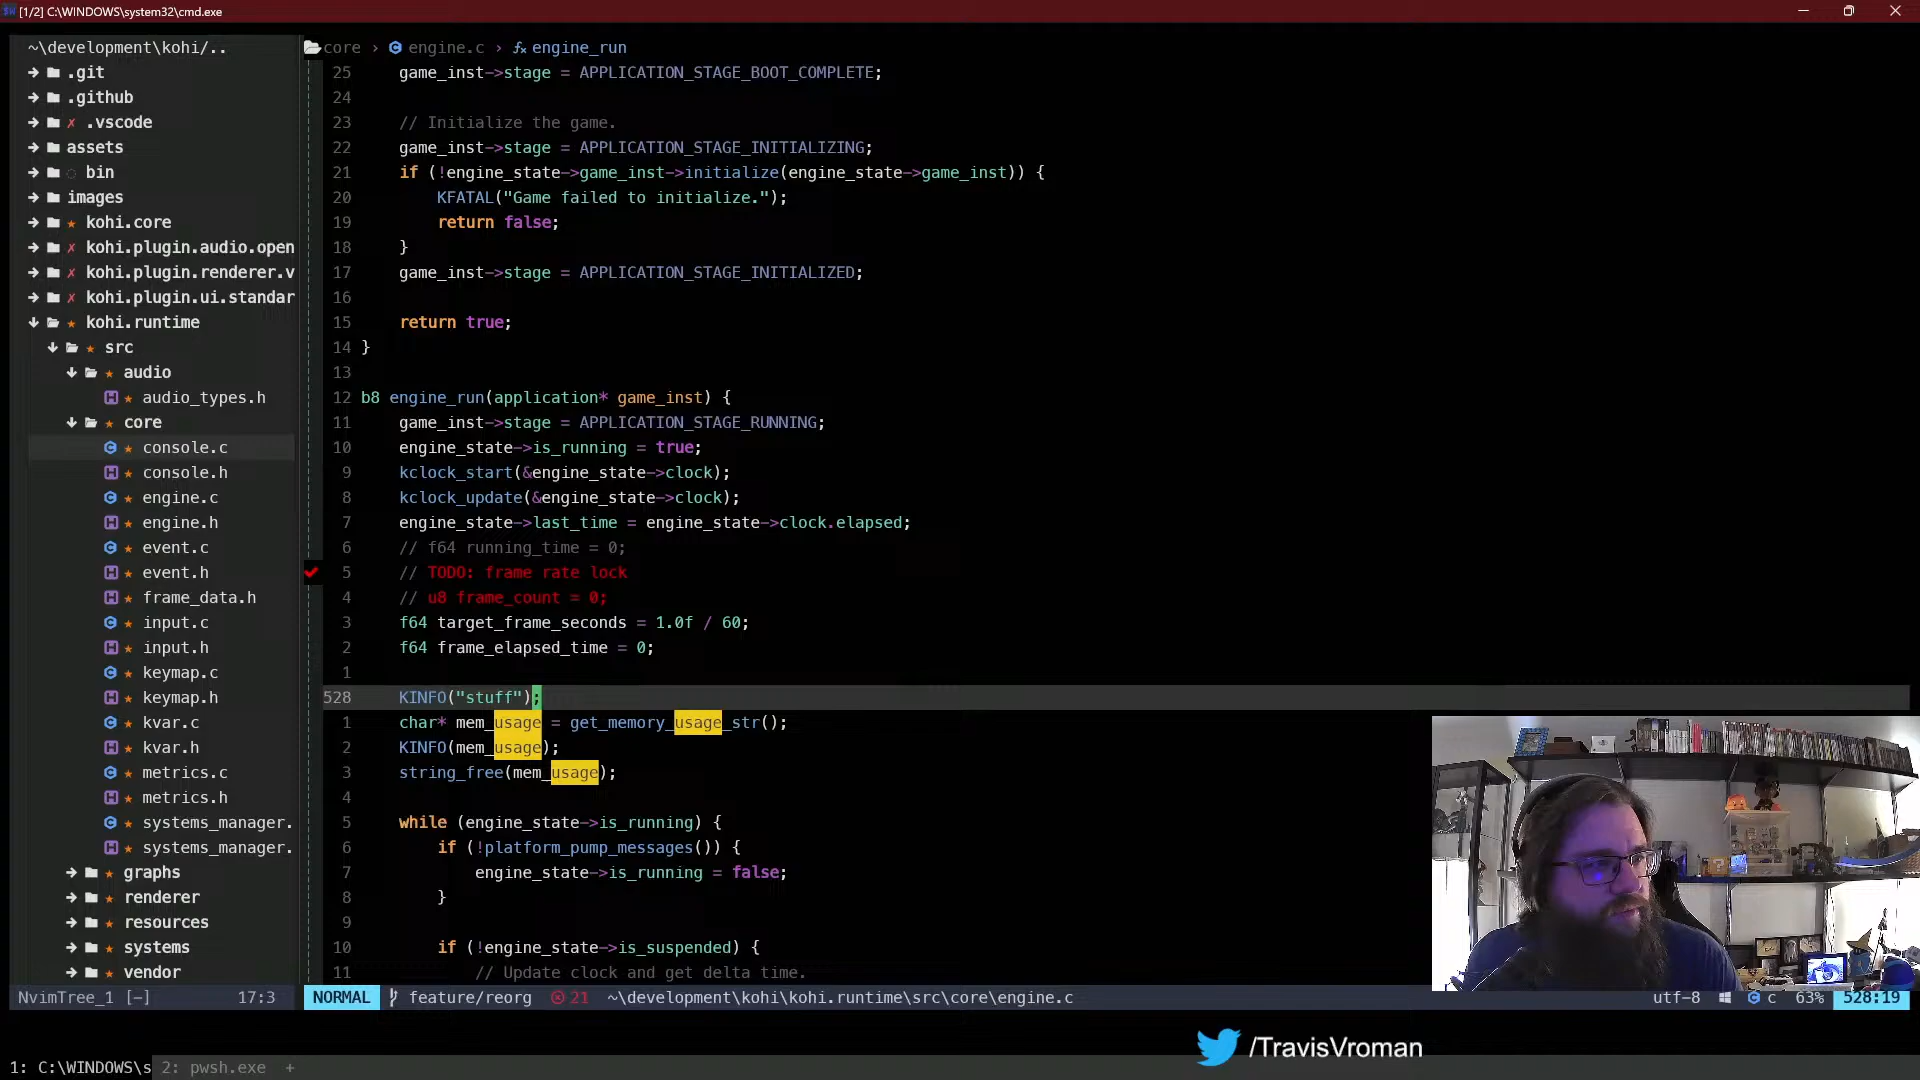 [1/2] C:\WINDOWS\system32\cmd.exe
~\development\kohi/..
.git
.github
✗ .vscode
assets
bin
images
★ kohi.core
✗ kohi.plugin.audio.open
✗ kohi.plugin.renderer.v
✗ kohi.plugin.ui.standar
★ kohi.runtime
★ src
★ audio
★ audio_types.h
★ core
★ console.c
★ console.h
★ engine.c
★ engine.h
★ event.c
★ event.h
★ frame_data.h
★ input.c
★ input.h
★ keymap.c
★ keymap.h
★ kvar.c
★ kvar.h
★ metrics.c
★ metrics.h
★ systems_manager.
★ systems_manager.
★ graphs
★ renderer
★ resources
★ systems
★ vendor
NvimTree_1 [-] 17:3
core › engine.c › fx engine_run
25 game_inst->stage = APPLICATION_STAGE_BOOT_COMPLETE;
24
23 // Initialize the game.
22 game_inst->stage = APPLICATION_STAGE_INITIALIZING;
21 if (!engine_state->game_inst->initialize(engine_state->game_inst)) {
20 KFATAL("Game failed to initialize.");
19 return false;
18 }
17 game_inst->stage = APPLICATION_STAGE_INITIALIZED;
16
15 return true;
14 }
13
12 b8 engine_run(application* game_inst) {
11 game_inst->stage = APPLICATION_STAGE_RUNNING;
10 engine_state->is_running = true;
9 kclock_start(&engine_state->clock);
8 kclock_update(&engine_state->clock);
7 engine_state->last_time = engine_state->clock.elapsed;
6 // f64 running_time = 0;
5 // TODO: frame rate lock
4 // u8 frame_count = 0;
3 f64 target_frame_seconds = 1.0f / 60;
2 f64 frame_elapsed_time = 0;
1
528 KINFO("stuff");
1 char* mem_usage = get_memory_usage_str();
2 KINFO(mem_usage);
3 string_free(mem_usage);
4
5 while (engine_state->is_running) {
6 if (!platform_pump_messages()) {
7 engine_state->is_running = false;
8 }
9
10 if (!engine_state->is_suspended) {
11 // Update clock and get delta time.
NORMAL feature/reorg 21 ~\development\kohi\kohi.runtime\src\core\engine.c utf-8 c 63% 528:19
/TravisVroman
1: C:\WINDOWS\s 2: pwsh.exe +